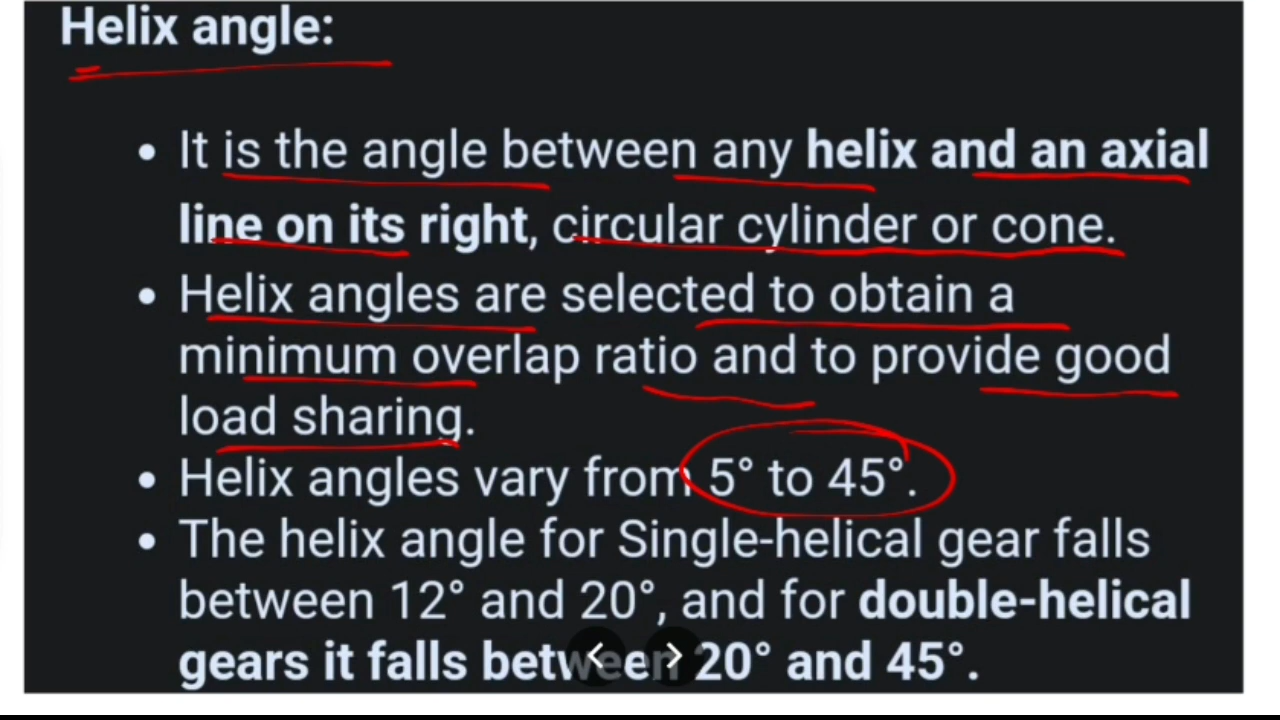 Helix angle:
• It is the angle between any helix and an axial
line on its right, circular cylinder or cone.
• Helix angles are selected to obtain a
minimum overlap ratio and to provide good
load sharing.
• Helix angles vary from 5° to 45°.
• The helix angle for Single-helical gear falls
between 12° and 20°, and for double-helical
gears it falls between 20° and 45°.